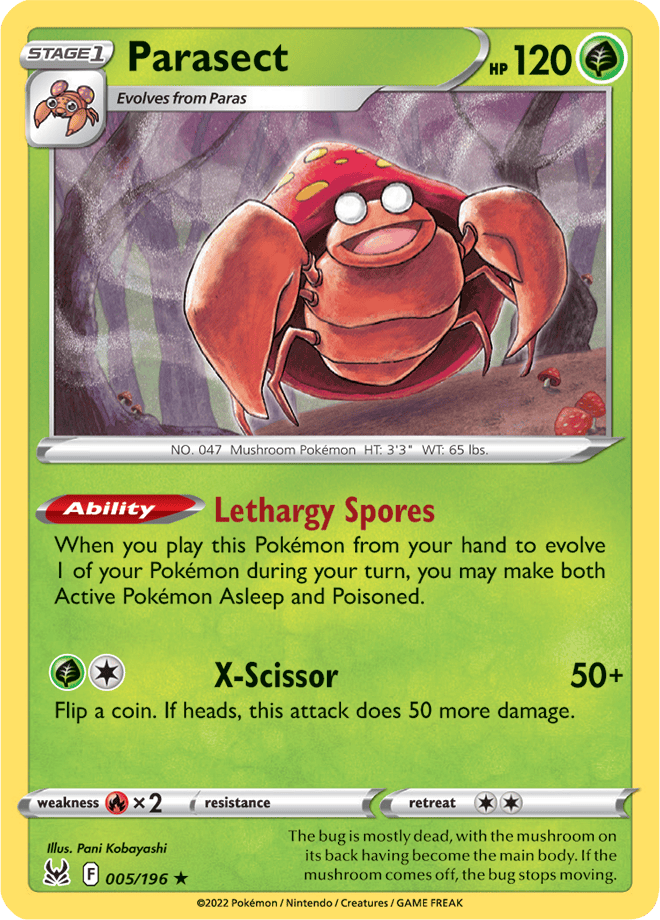 STAGE 1
Parasect
HP 120
Evolves from Paras
NO. 047 Mushroom Pokémon HT: 3'3" WT: 65 lbs.
Ability Lethargy Spores
When you play this Pokémon from your hand to evolve
1 of your Pokémon during your turn, you may make both
Active Pokémon Asleep and Poisoned.
X-Scissor 50+
Flip a coin. If heads, this attack does 50 more damage.
weakness ×2 resistance retreat
Illus. Pani Kobayashi
F 005/196 ★
The bug is mostly dead, with the mushroom on
its back having become the main body. If the
mushroom comes off, the bug stops moving.
©2022 Pokémon / Nintendo / Creatures / GAME FREAK